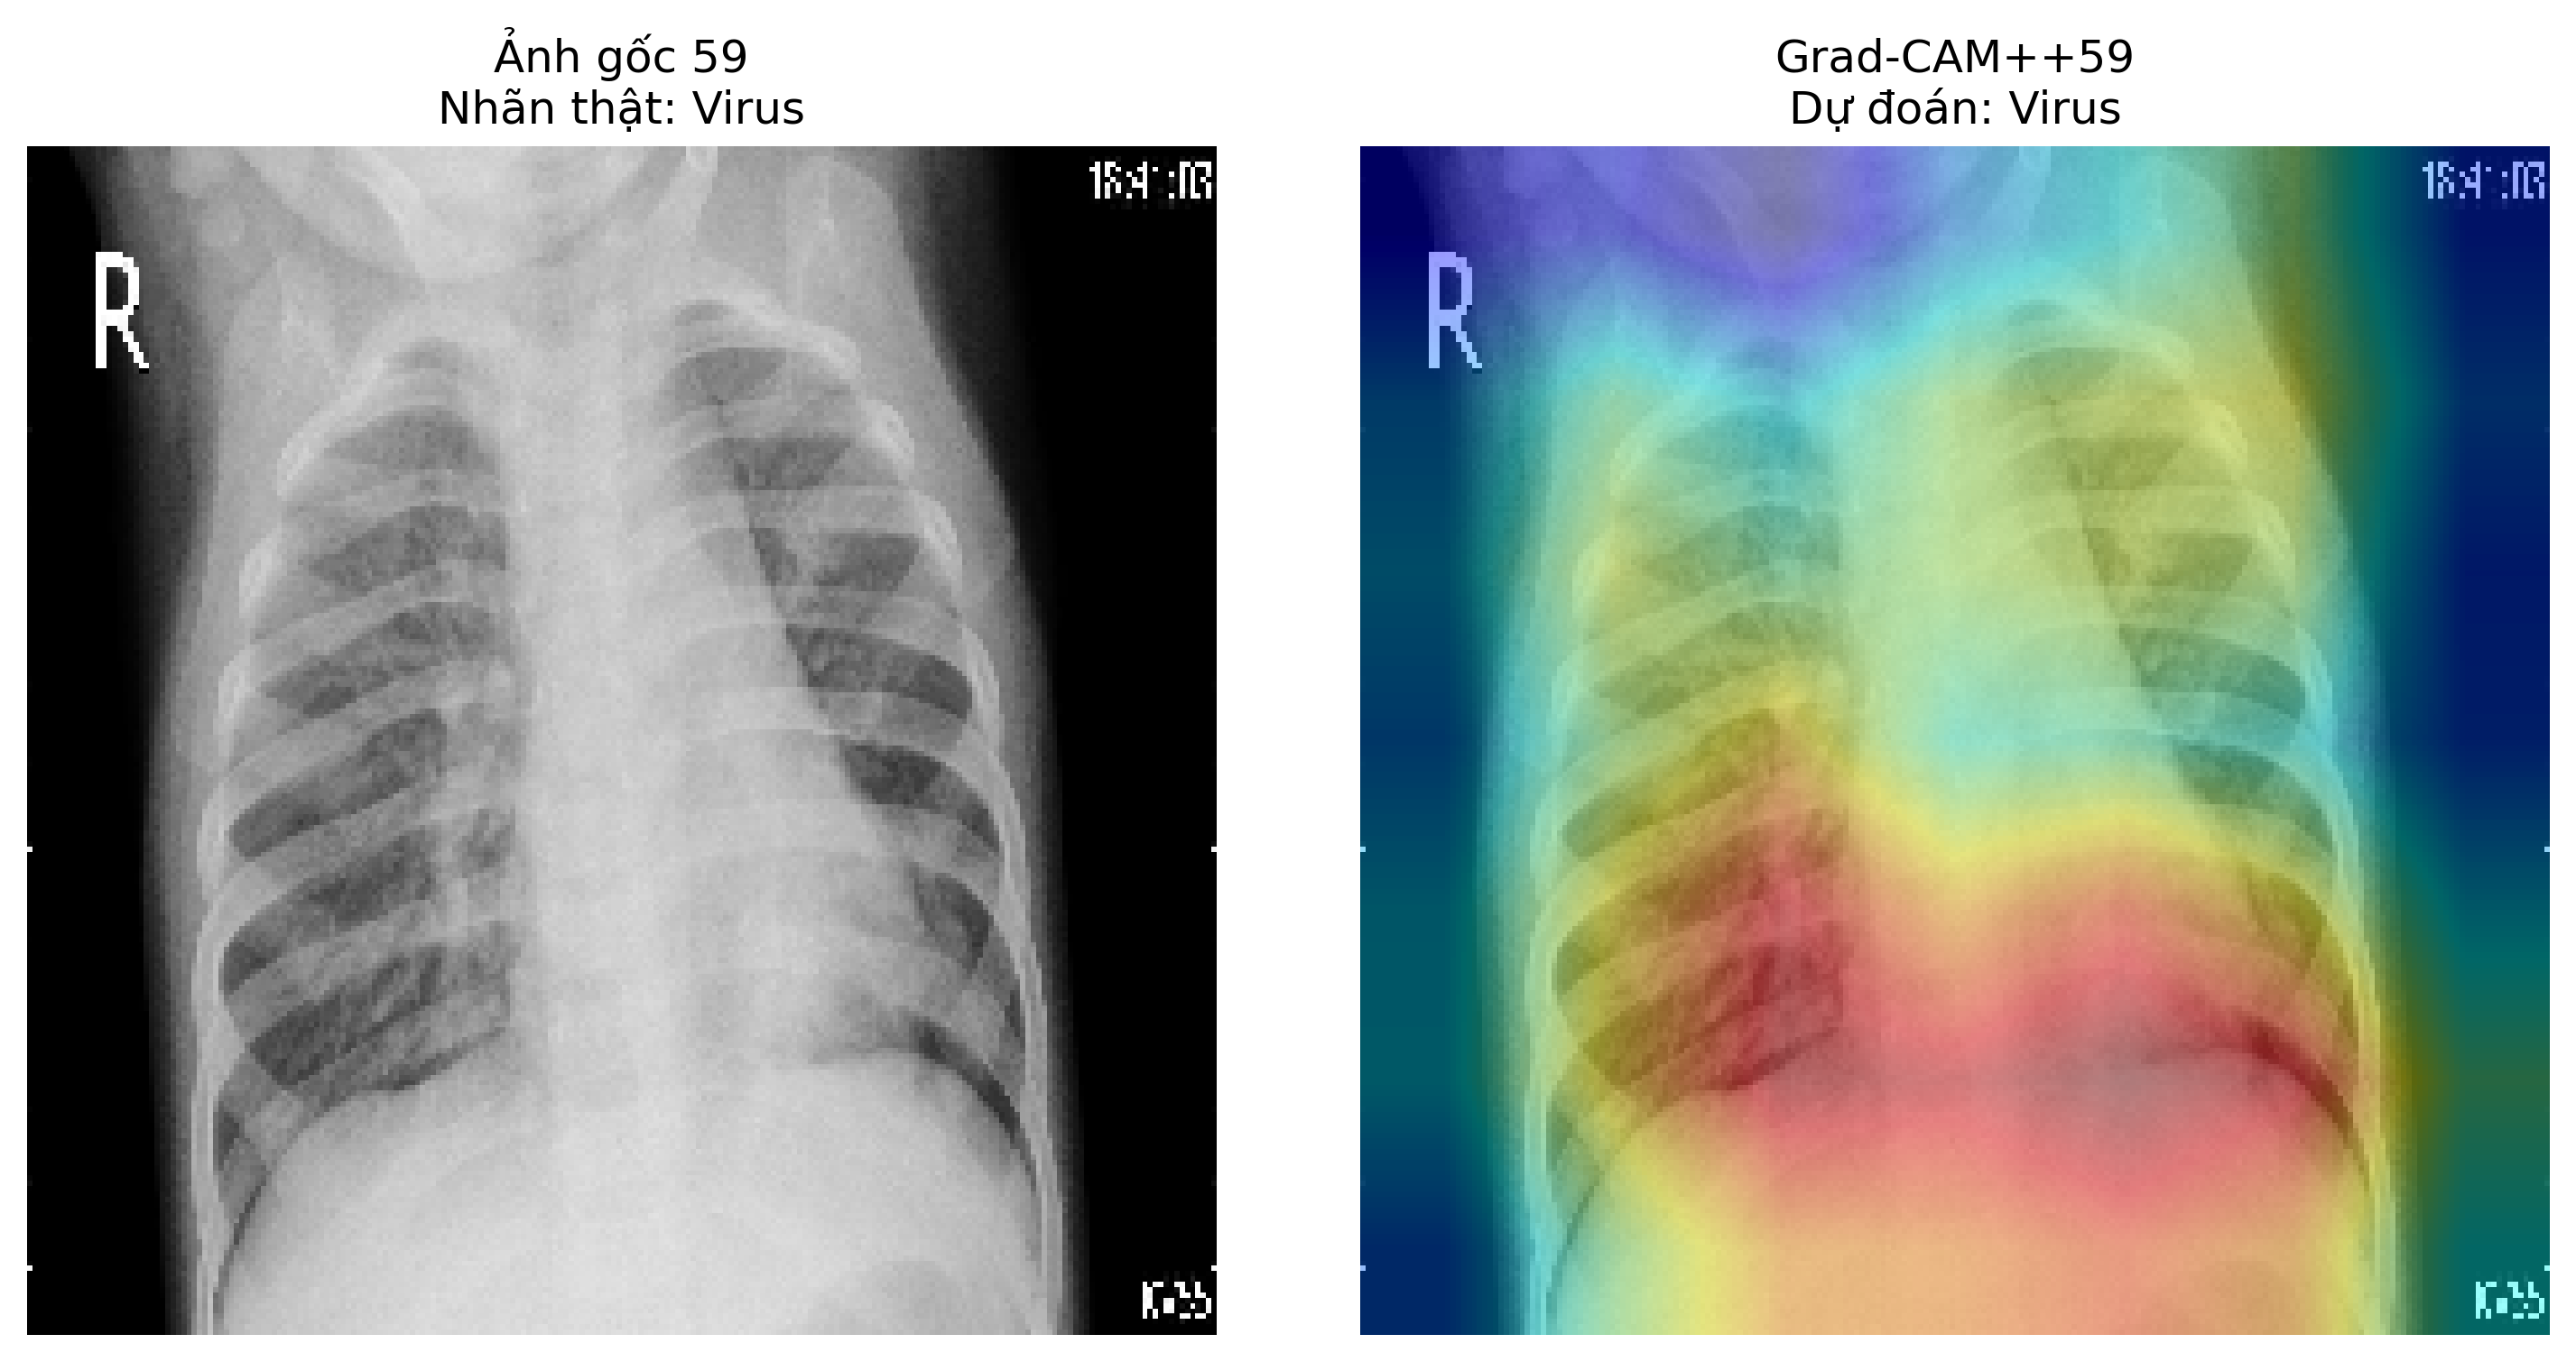 Ảnh gốc 59
Nhãn thật: Virus
Grad-CAM++59
Dự đoán: Virus
R
R